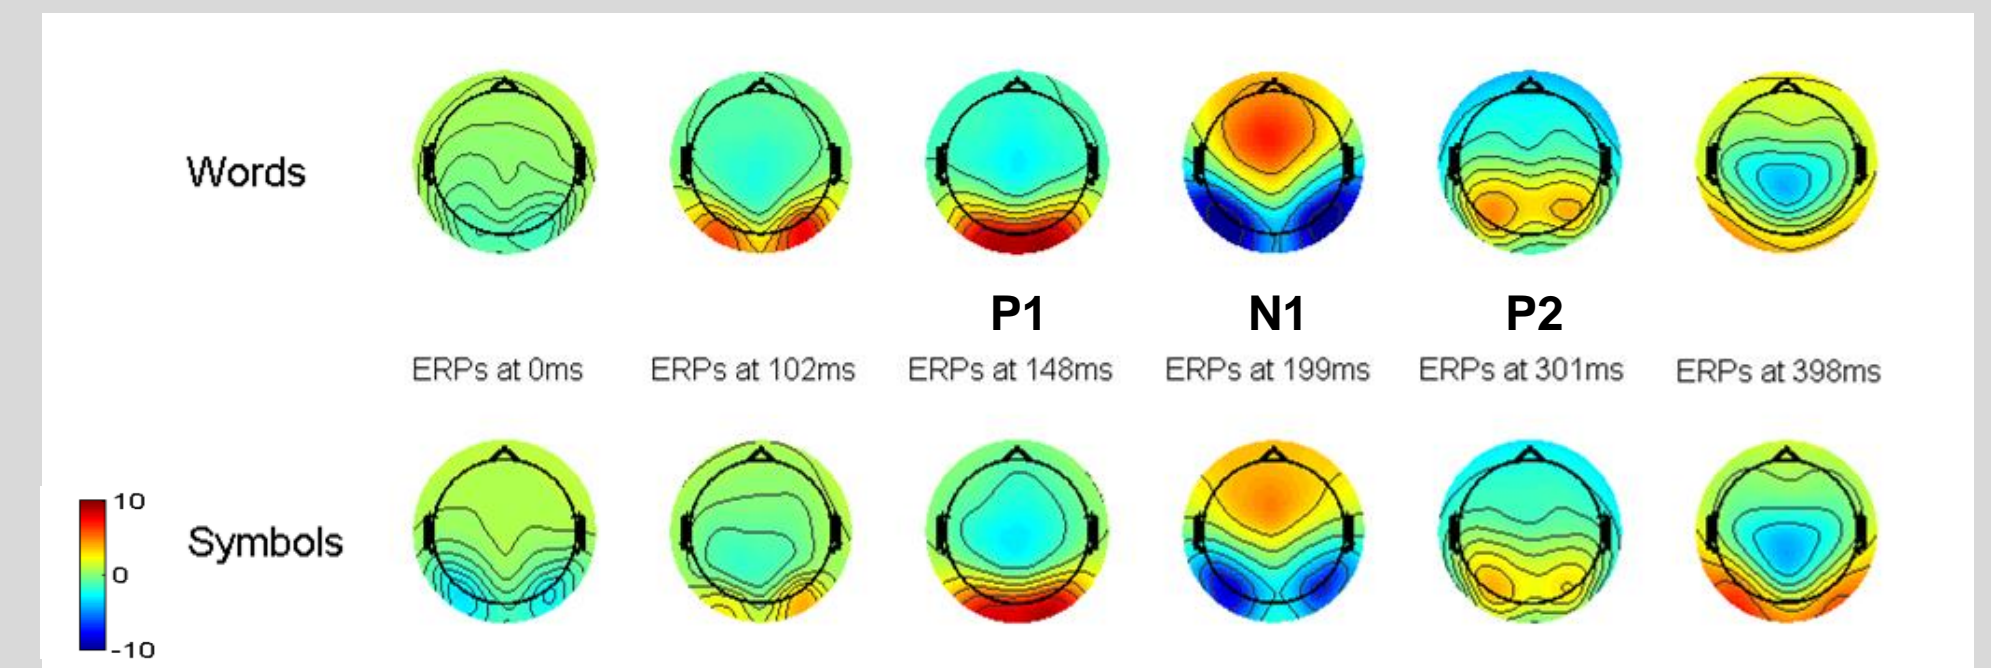 Words
P1 N1 P2
ERPs at 0ms ERPs at 102ms ERPs at 148ms ERPs at 199ms ERPs at 301ms ERPs at 398ms
10
Symbols
0
-10